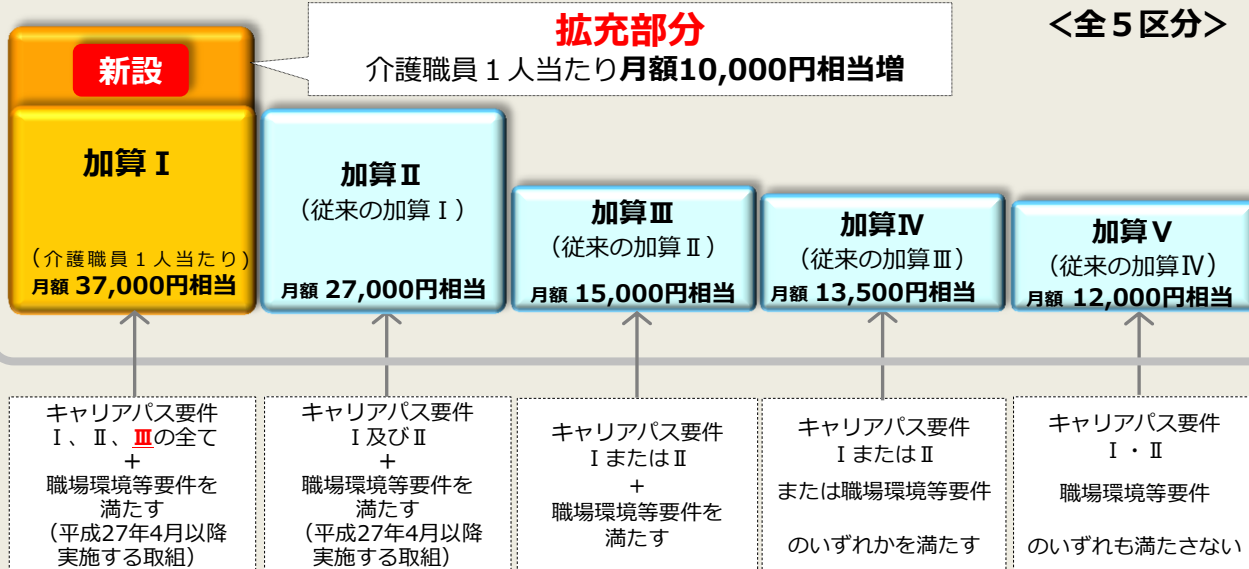 ＜全５区分＞
拡充部分
介護職員１人当たり月額10,000円相当増
新設
加算Ⅰ
（介護職員１人当たり）
月額 37,000円相当
加算Ⅱ
（従来の加算Ⅰ）
月額 27,000円相当
加算Ⅲ
（従来の加算Ⅱ）
月額 15,000円相当
加算Ⅳ
（従来の加算Ⅲ）
月額 13,500円相当
加算Ⅴ
（従来の加算Ⅳ）
月額 12,000円相当
キャリアパス要件
Ⅰ、Ⅱ、Ⅲの全て
+
職場環境等要件を
満たす
（平成27年4月以降
実施する取組）
キャリアパス要件
Ⅰ及びⅡ
+
職場環境等要件を
満たす
（平成27年4月以降
実施する取組）
キャリアパス要件
ⅠまたはⅡ
+
職場環境等要件を
満たす
キャリアパス要件
ⅠまたはⅡ
または職場環境等要件
のいずれかを満たす
キャリアパス要件
Ⅰ・Ⅱ
職場環境等要件
のいずれも満たさない